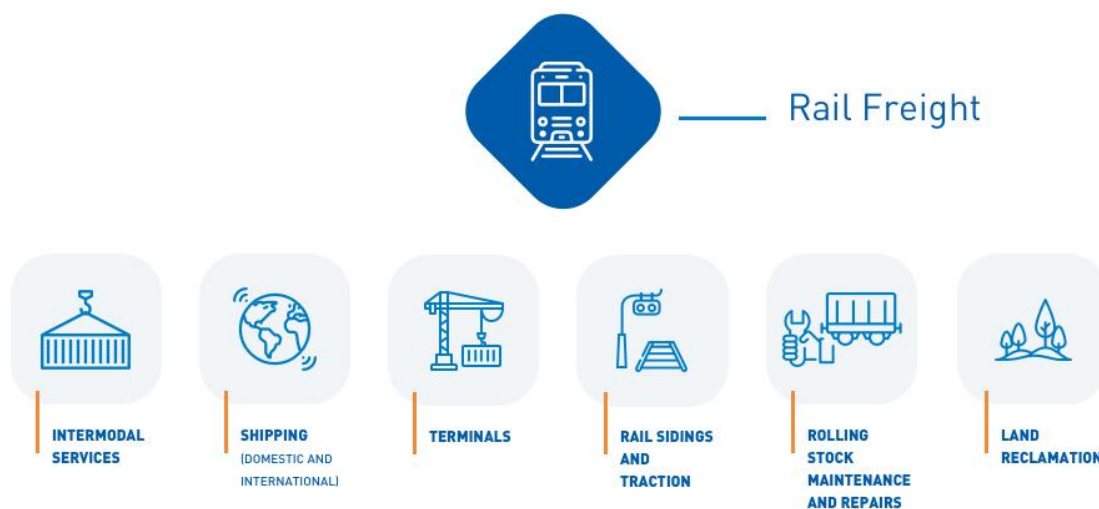 Rail Freight
INTERMODAL
SERVICES
SHIPPING
(DOMESTIC AND
INTERNATIONAL)
TERMINALS
RAIL SIDINGS
AND
TRACTION
ROLLING
STOCK
MAINTENANCE
AND REPAIRS
LAND
RECLAMATION